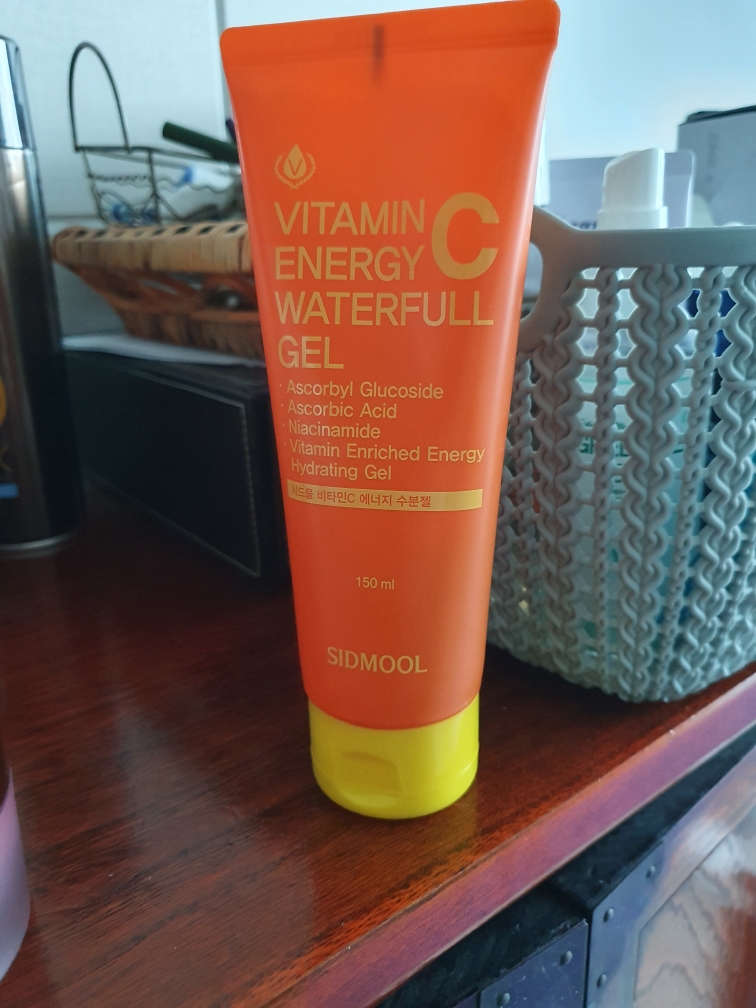 V
VITAMIN C
ENERGY
WATERFULL
GEL
· Ascorbyl Glucoside
· Ascorbic Acid
· Niacinamide
· Vitamin Enriched Energy
Hydrating Gel
시드물 비타민C 에너지 수분젤
150 ml
SIDMOOL